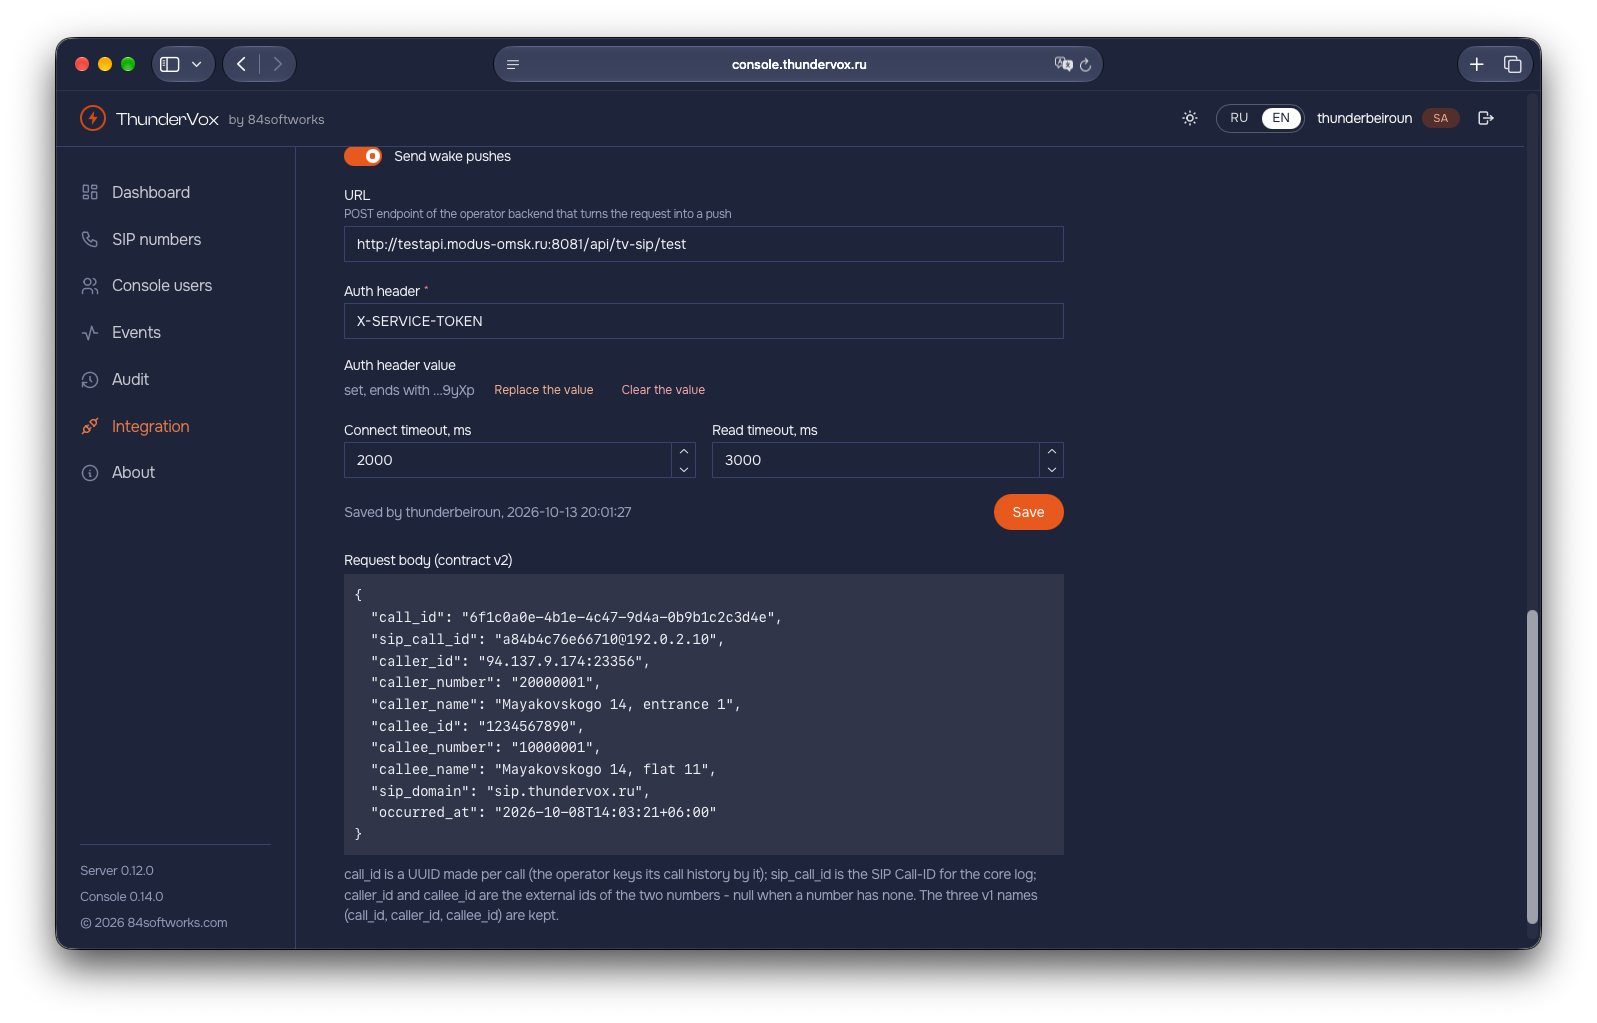 console.thundervox.ru
ThunderVox by 84softworks
RU EN thunderbeiroun SA
Dashboard
SIP numbers
Console users
Events
Audit
Integration
About
Server 0.12.0
Console 0.14.0
© 2026 84softworks.com
Send wake pushes
URL
POST endpoint of the operator backend that turns the request into a push
http://testapi.modus-omsk.ru:8081/api/tv-sip/test
Auth header *
X-SERVICE-TOKEN
Auth header value
set, ends with ...9yXp Replace the value Clear the value
Connect timeout, ms Read timeout, ms
2000 3000
Saved by thunderbeiroun, 2026-10-13 20:01:27 Save
Request body (contract v2)
{
"call_id": "6f1c0a0e-4b1e-4c47-9d4a-0b9b1c2c3d4e",
"sip_call_id": "a84b4c76e66710@192.0.2.10",
"caller_id": "94.137.9.174:23356",
"caller_number": "20000001",
"caller_name": "Mayakovskogo 14, entrance 1",
"callee_id": "1234567890",
"callee_number": "10000001",
"callee_name": "Mayakovskogo 14, flat 11",
"sip_domain": "sip.thundervox.ru",
"occurred_at": "2026-10-08T14:03:21+06:00"
}
call_id is a UUID made per call (the operator keys its call history by it); sip_call_id is the SIP Call-ID for the core log;
caller_id and callee_id are the external ids of the two numbers - null when a number has none. The three v1 names
(call_id, caller_id, callee_id) are kept.